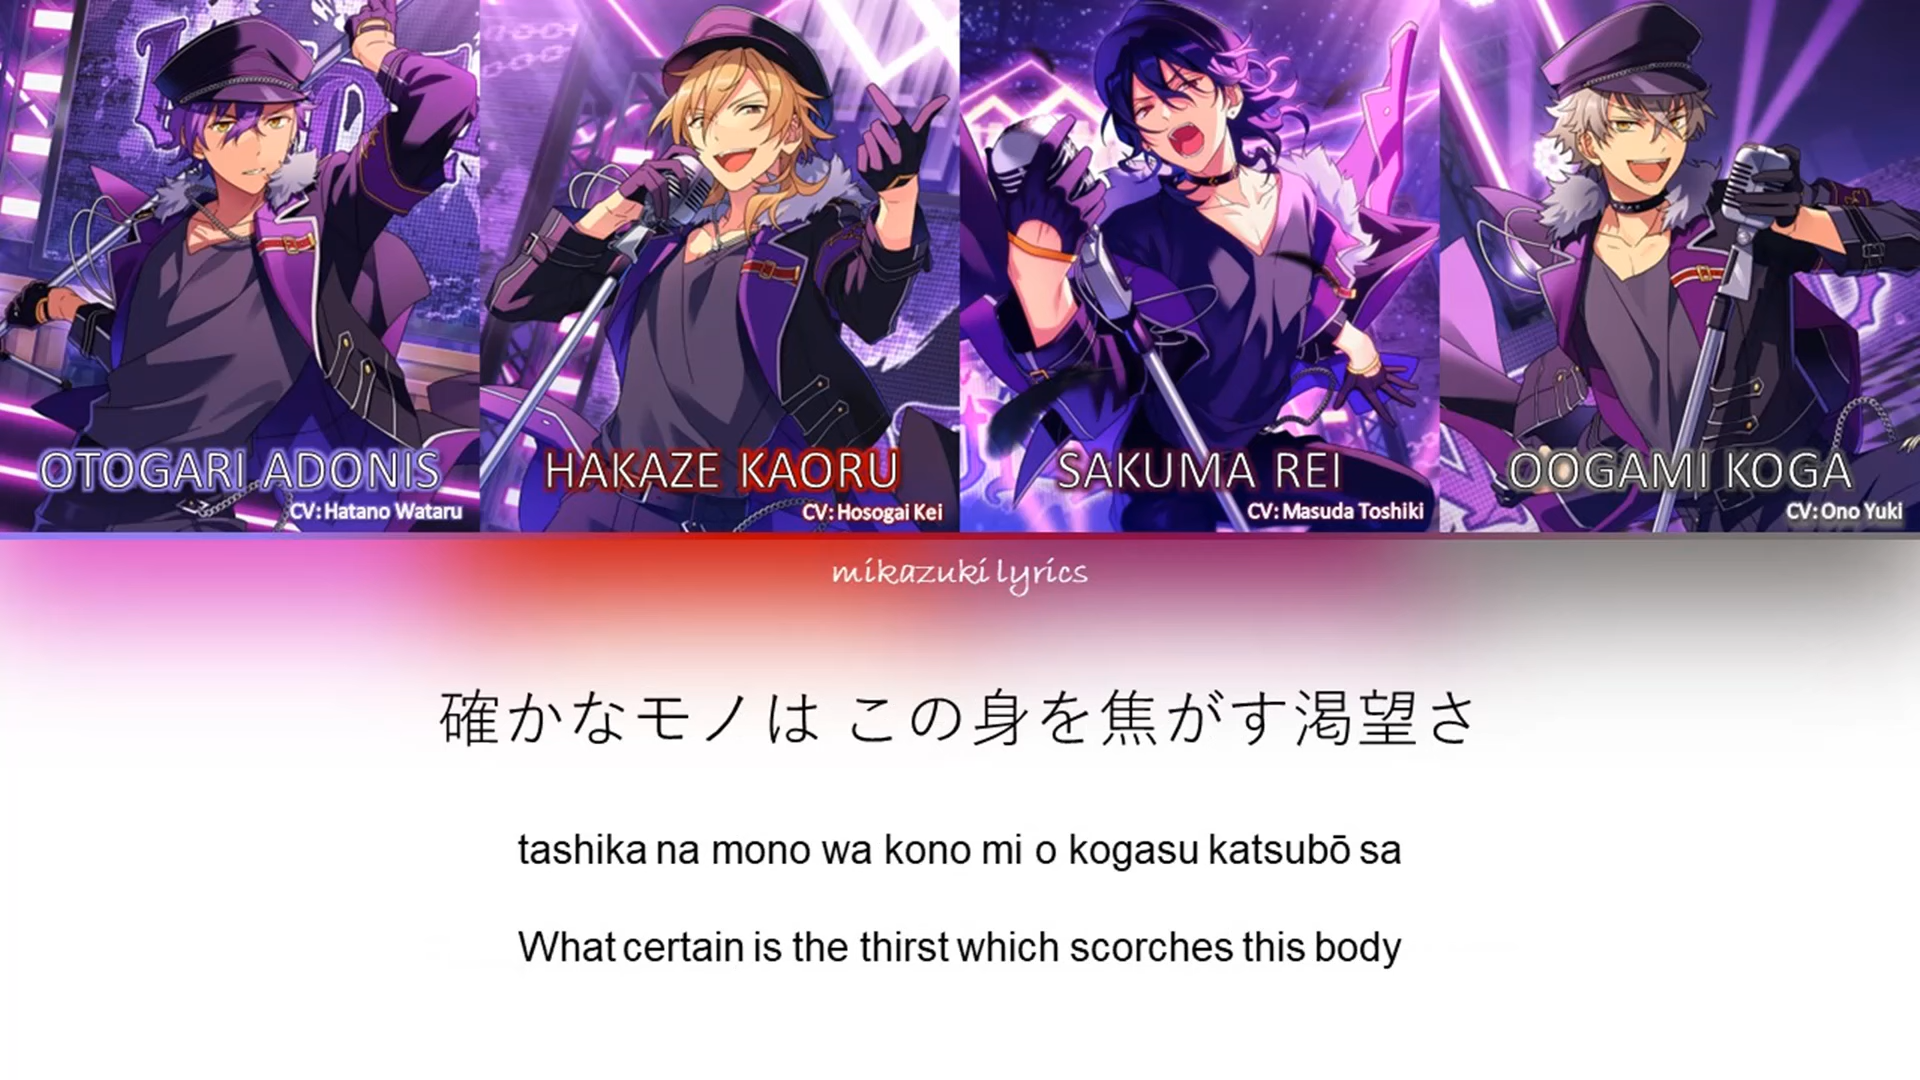 OTOGARI ADONIS
CV: Hatano Wataru
HAKAZE KAORU
CV: Hosogai Kei
SAKUMA REI
CV: Masuda Toshiki
OOGAMI KOGA
CV: Ono Yuki
mikazuki lyrics
確かなモノは この身を焦がす渇望さ
tashika na mono wa kono mi o kogasu katsubō sa
What certain is the thirst which scorches this body